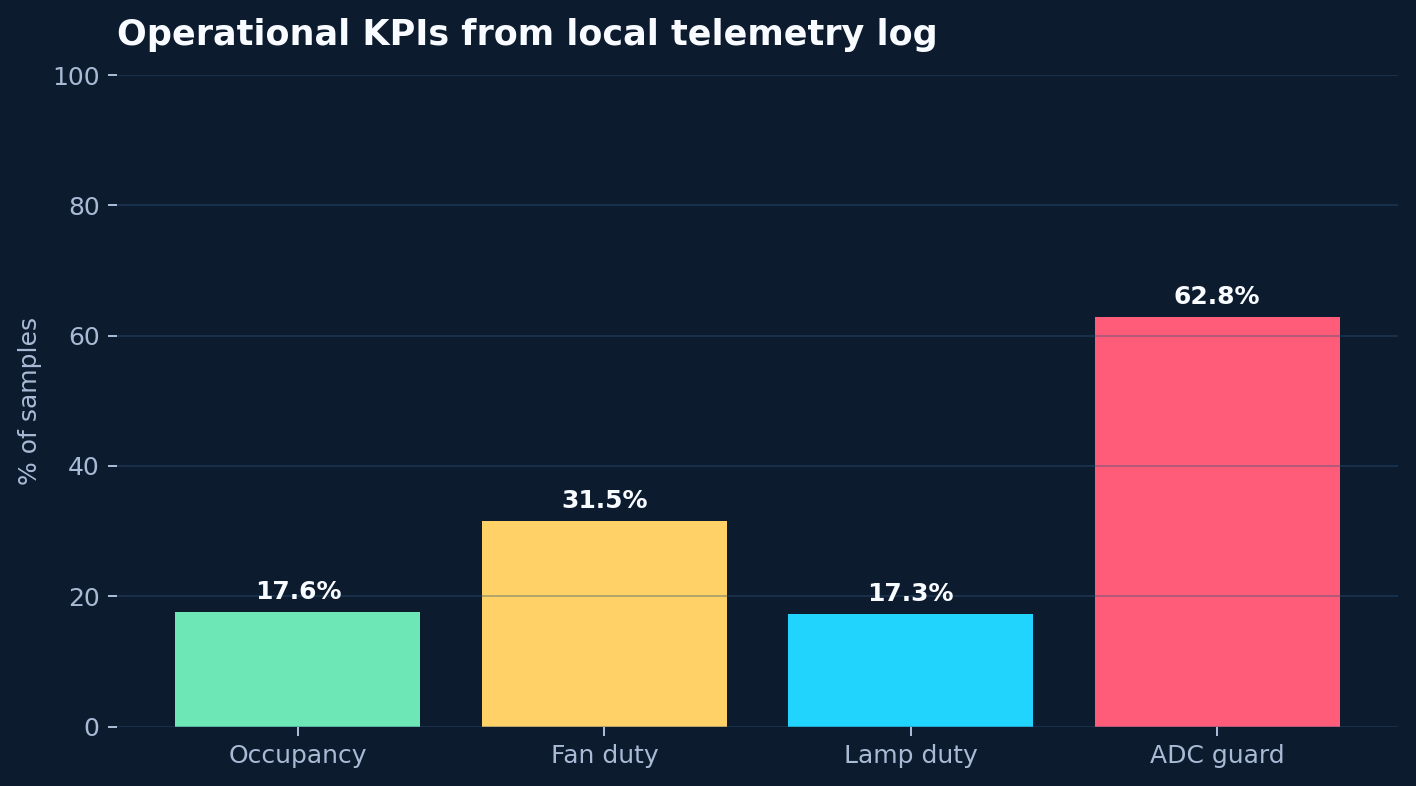 Operational KPIs from local telemetry log
% of samples
100
80
60
40
20
0
17.6%
31.5%
17.3%
62.8%
Occupancy
Fan duty
Lamp duty
ADC guard